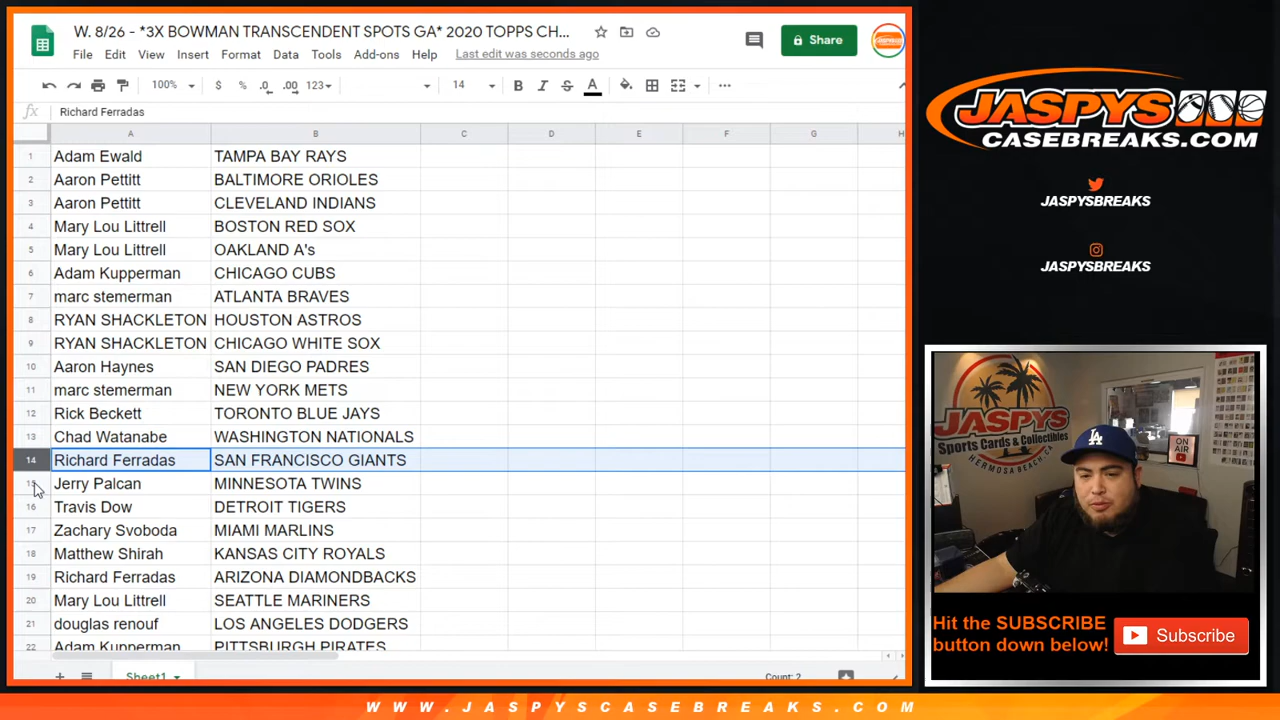 W. 8/26 - *3X BOWMAN TRANSCENDENT SPOTS GA* 2020 TOPPS CH...
File Edit View Insert Format Data Tools Add-ons Help Last edit was seconds ago
Share
100% $ % .0 .00 123 14 B I S A
fx Richard Ferradas
A B C D E F G H
1 Adam Ewald TAMPA BAY RAYS
2 Aaron Pettitt BALTIMORE ORIOLES
3 Aaron Pettitt CLEVELAND INDIANS
4 Mary Lou Littrell BOSTON RED SOX
5 Mary Lou Littrell OAKLAND A's
6 Adam Kupperman CHICAGO CUBS
7 marc stemerman ATLANTA BRAVES
8 RYAN SHACKLETON HOUSTON ASTROS
9 RYAN SHACKLETON CHICAGO WHITE SOX
10 Aaron Haynes SAN DIEGO PADRES
11 marc stemerman NEW YORK METS
12 Rick Beckett TORONTO BLUE JAYS
13 Chad Watanabe WASHINGTON NATIONALS
14 Richard Ferradas SAN FRANCISCO GIANTS
15 Jerry Palcan MINNESOTA TWINS
16 Travis Dow DETROIT TIGERS
17 Zachary Svoboda MIAMI MARLINS
18 Matthew Shirah KANSAS CITY ROYALS
19 Richard Ferradas ARIZONA DIAMONDBACKS
20 Mary Lou Littrell SEATTLE MARINERS
21 douglas renouf LOS ANGELES DODGERS
22 Adam Kupperman PITTSBURGH PIRATES
Sheet1
Count: 2
JASPYS
CASEBREAKS.COM
JASPYSBREAKS
JASPYSBREAKS
JASPYS
Sports Cards & Collectibles
HERMOSA BEACH, CA
ON AIR
LA
Hit the SUBSCRIBE
button down below!
Subscribe
WWW.JASPYSCASEBREAKS.COM